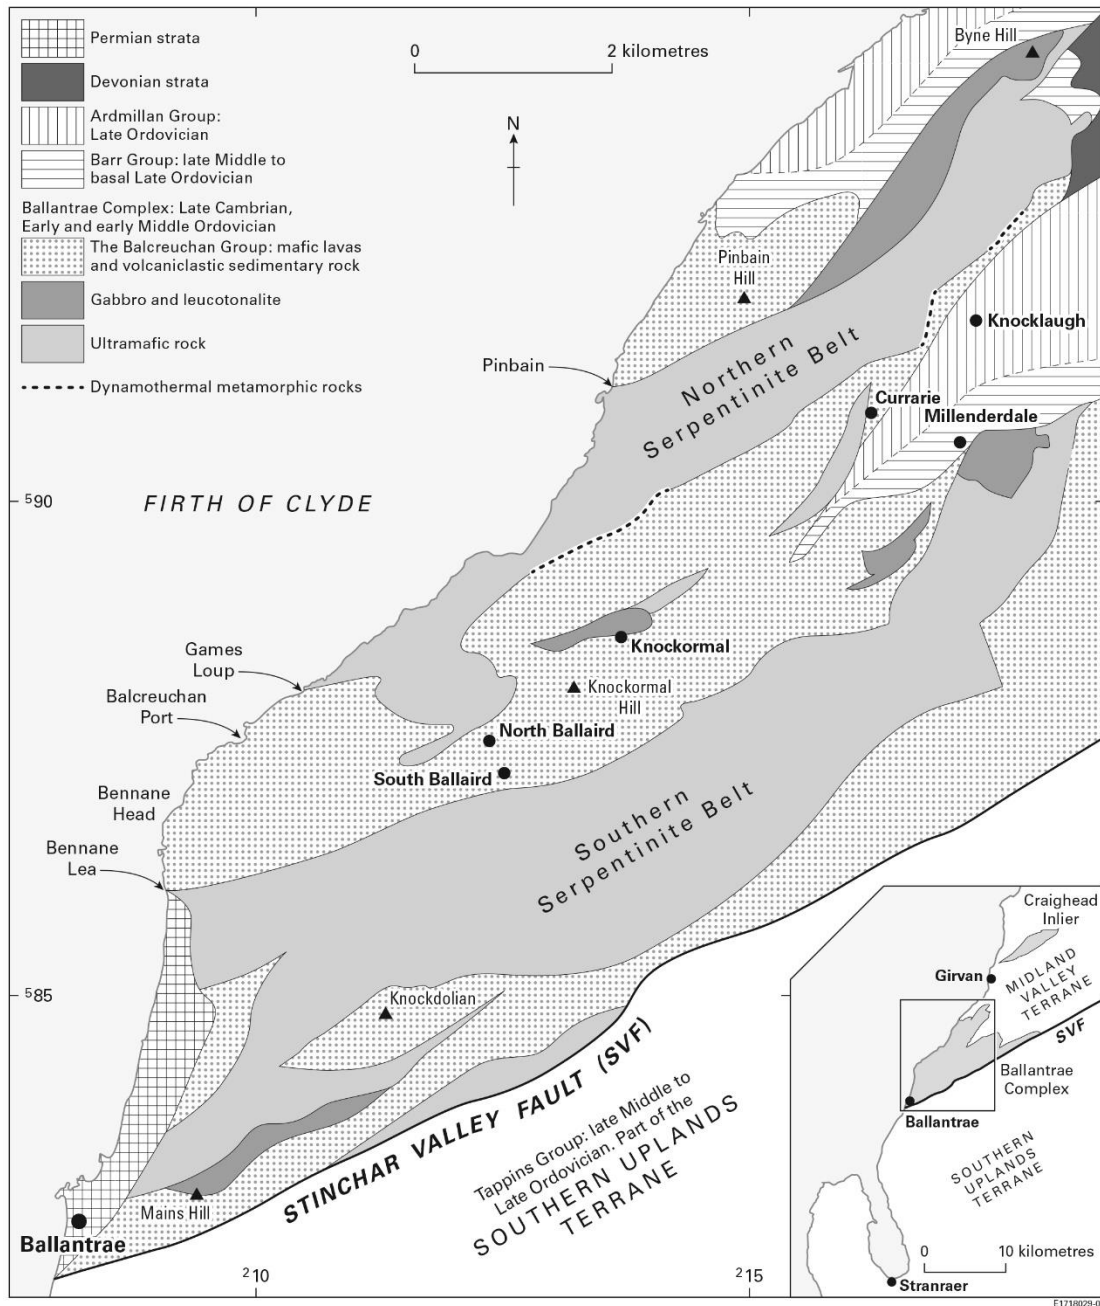 Permian strata
Devonian strata
Ardmillan Group:
Late Ordovician
Barr Group: late Middle to
basal Late Ordovician
Ballantrae Complex: Late Cambrian,
Early and early Middle Ordovician
The Balcreuchan Group: mafic lavas
and volcaniclastic sedimentary rock
Gabbro and leucotonalite
Ultramafic rock
Dynamothermal metamorphic rocks
0 2 kilometres
N
Byne Hill
Pinbain
Hill
Knocklaugh
Pinbain
Northern
Serpentinite Belt
Currarie
Millenderdale
590
FIRTH OF CLYDE
Knockormal
Games
Loup
Knockormal
Hill
Balcreuchan
Port
North Ballaird
South Ballaird
Bennane
Head
Southern
Serpentinite Belt
Bennane
Lea
585
Knockdolian
STINCHAR VALLEY FAULT (SVF)
Tappins Group: late Middle to
Late Ordovician. Part of the
SOUTHERN UPLANDS
TERRANE
Mains Hill
Ballantrae
210
215
Craighead
Inlier
Girvan
MIDLAND
VALLEY
TERRANE
SVF
Ballantrae
Complex
Ballantrae
SOUTHERN
UPLANDS
TERRANE
0 10 kilometres
Stranraer